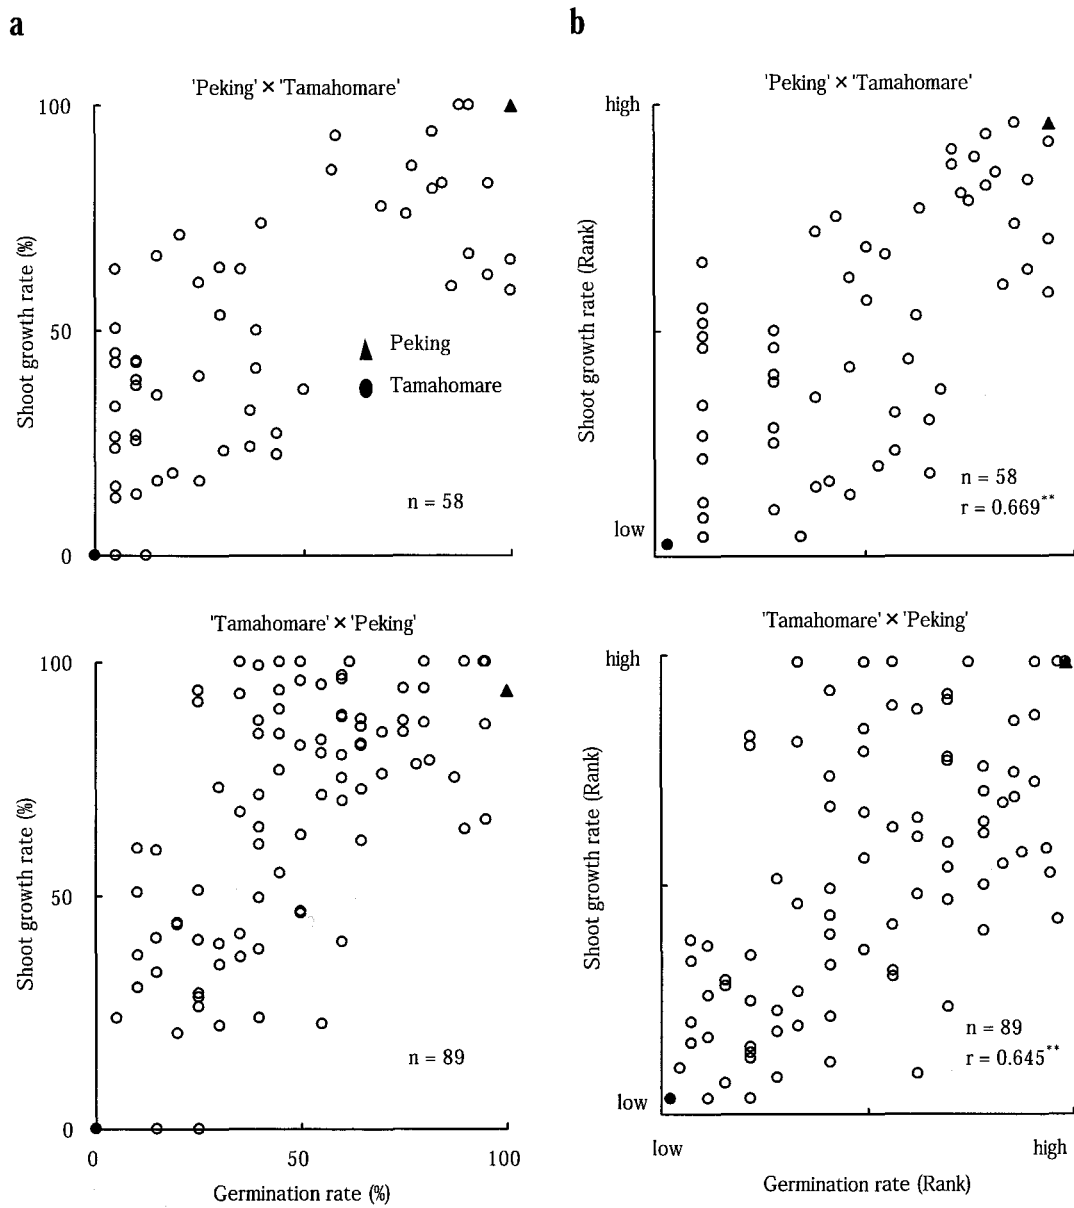 a
'Peking' × 'Tamahomare'
100
50
0
Shoot growth rate (%)
▲ Peking
● Tamahomare
n = 58
b
'Peking' × 'Tamahomare'
high
low
Shoot growth rate (Rank)
n = 58
r = 0.669**
'Tamahomare' × 'Peking'
100
50
0
Shoot growth rate (%)
n = 89
0
50
100
Germination rate (%)
'Tamahomare' × 'Peking'
high
low
Shoot growth rate (Rank)
n = 89
r = 0.645**
low
high
Germination rate (Rank)